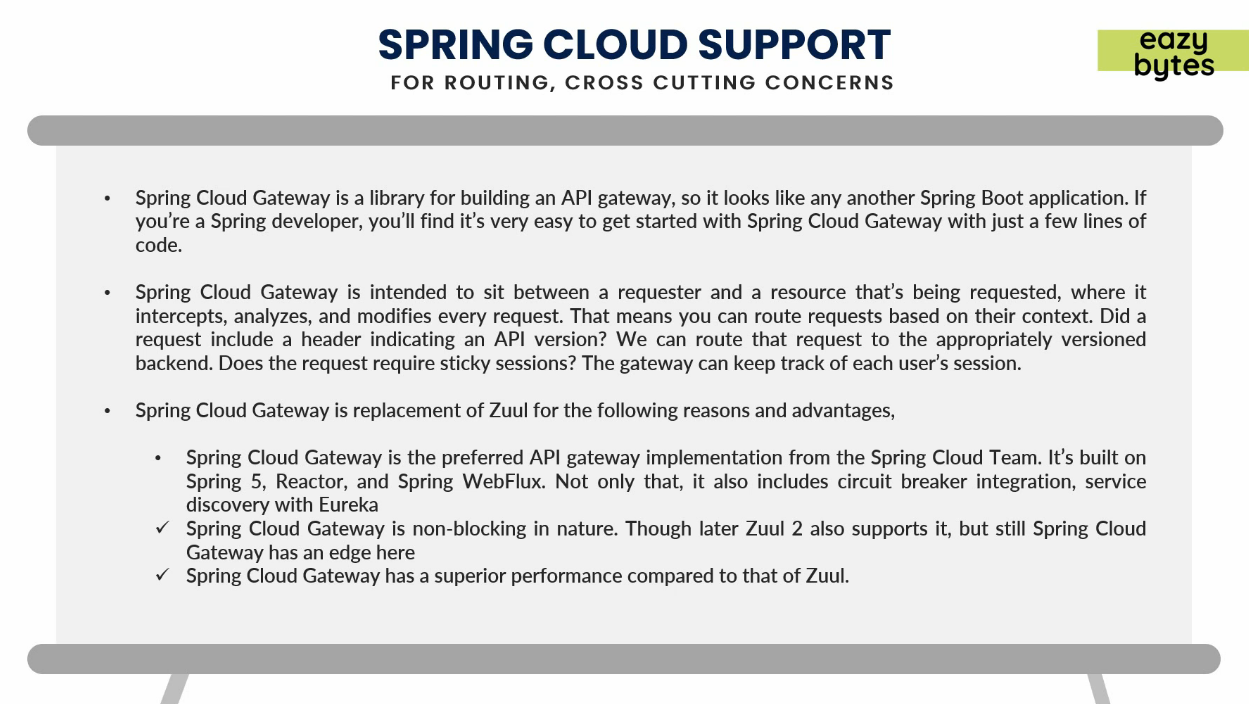 SPRING CLOUD SUPPORT
FOR ROUTING, CROSS CUTTING CONCERNS
eazy
bytes
• Spring Cloud Gateway is a library for building an API gateway, so it looks like any another Spring Boot application. If
you're a Spring developer, you'll find it's very easy to get started with Spring Cloud Gateway with just a few lines of
code.
• Spring Cloud Gateway is intended to sit between a requester and a resource that's being requested, where it
intercepts, analyzes, and modifies every request. That means you can route requests based on their context. Did a
request include a header indicating an API version? We can route that request to the appropriately versioned
backend. Does the request require sticky sessions? The gateway can keep track of each user's session.
• Spring Cloud Gateway is replacement of Zuul for the following reasons and advantages,
• Spring Cloud Gateway is the preferred API gateway implementation from the Spring Cloud Team. It's built on
Spring 5, Reactor, and Spring WebFlux. Not only that, it also includes circuit breaker integration, service
discovery with Eureka
✓ Spring Cloud Gateway is non-blocking in nature. Though later Zuul 2 also supports it, but still Spring Cloud
Gateway has an edge here
✓ Spring Cloud Gateway has a superior performance compared to that of Zuul.